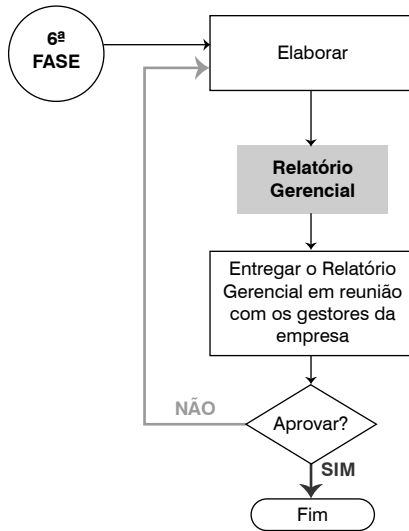 6ª
FASE
Elaborar
Relatório
Gerencial
Entregar o Relatório
Gerencial em reunião
com os gestores da
empresa
NÃO
Aprovar?
SIM
Fim